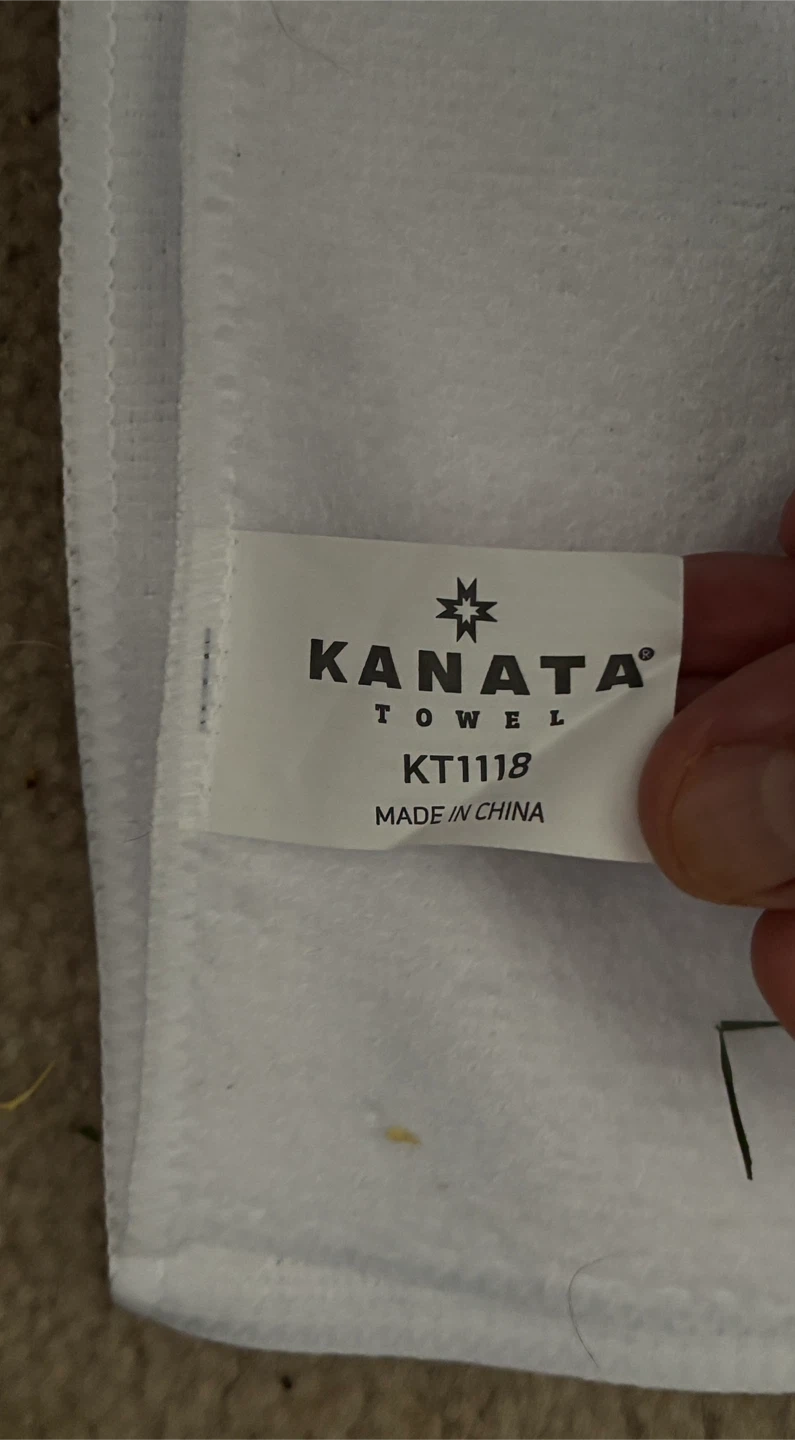 KANATA®
TOWEL
KT1118
MADE IN CHINA